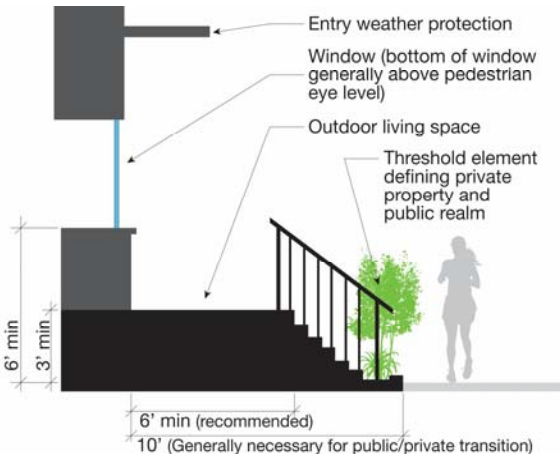 Entry weather protection
Window (bottom of window
generally above pedestrian
eye level)
Outdoor living space
Threshold element
defining private
property and
public realm
6’ min
3’ min
6’ min (recommended)
10’ (Generally necessary for public/private transition)